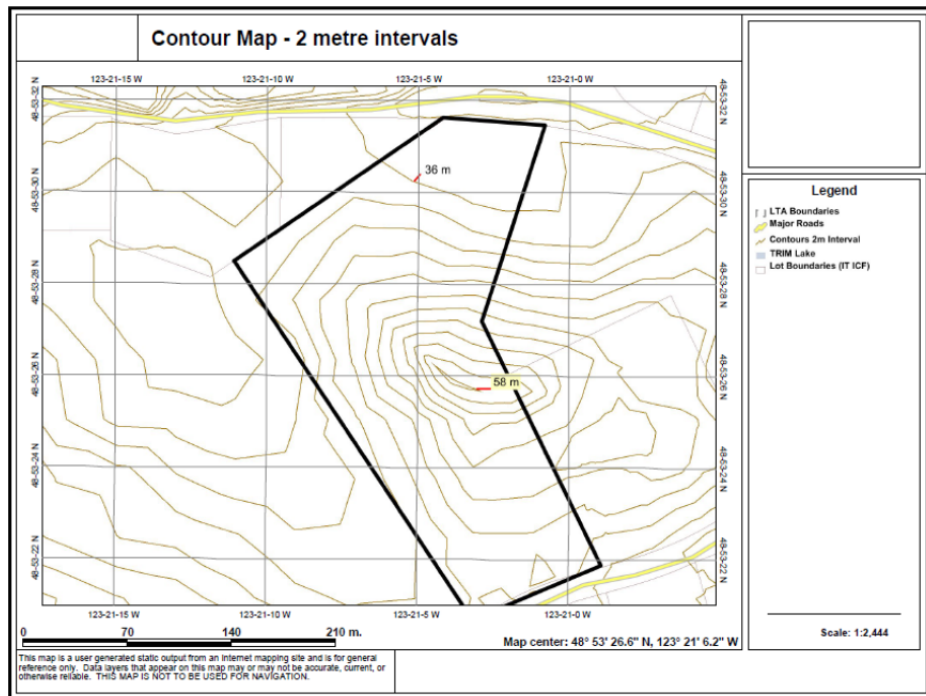 Contour Map - 2 metre intervals
123-21-15 W
123-21-10 W
123-21-5 W
123-21-0 W
48-53-32 N
48-53-32 N
36 m
48-53-30 N
48-53-30 N
48-53-28 N
48-53-28 N
58 m
48-53-26 N
48-53-26 N
48-53-24 N
48-53-24 N
48-53-22 N
48-53-22 N
123-21-15 W
123-21-10 W
123-21-5 W
123-21-0 W
0
70
140
210 m.
Map center: 48° 53' 26.6" N, 123° 21' 6.2" W
This map is a user generated static output from an Internet mapping site and is for general
reference only. Data layers that appear on this map may or may not be accurate, current, or
otherwise reliable. THIS MAP IS NOT TO BE USED FOR NAVIGATION.
Legend
LTA Boundaries
Major Roads
Contours 2m Interval
TRIM Lake
Lot Boundaries (IT ICF)
Scale: 1:2,444